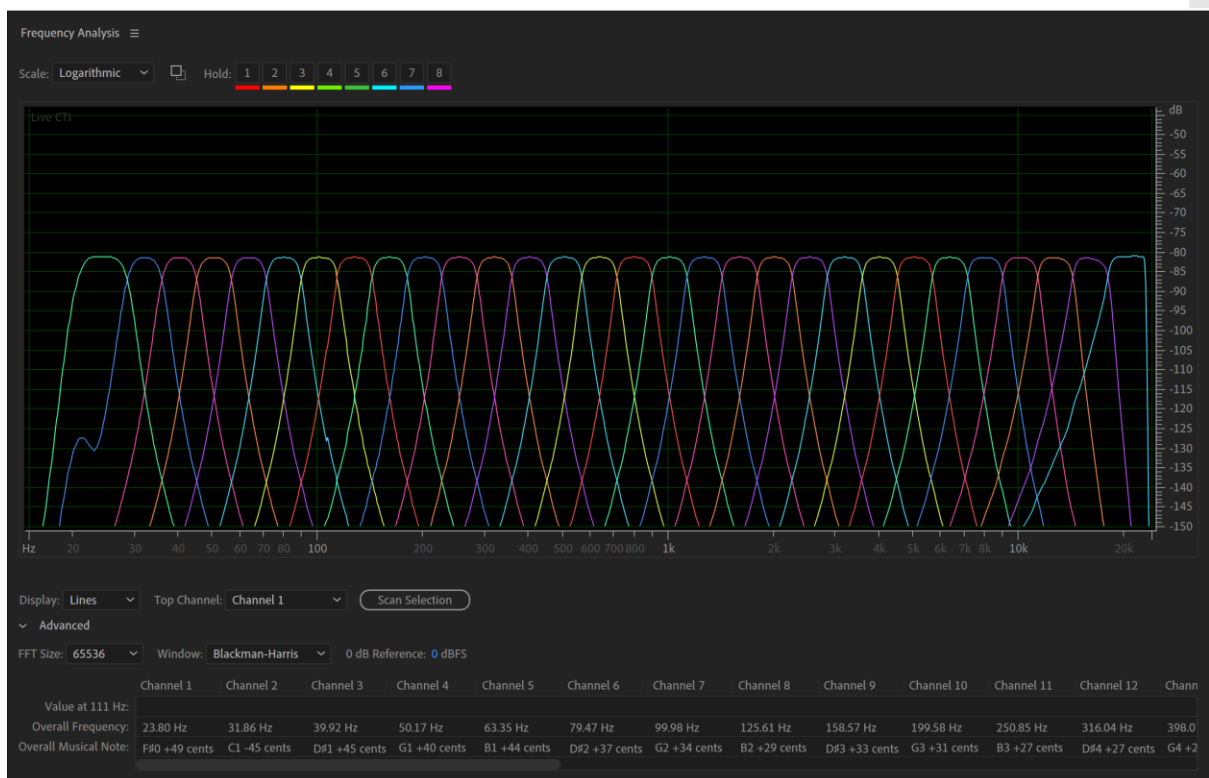 Frequency Analysis
Scale: Logarithmic Hold: 1 2 3 4 5 6 7 8
Live CTI
dB
-50
-55
-60
-65
-70
-75
-80
-85
-90
-95
-100
-105
-110
-115
-120
-125
-130
-135
-140
-145
-150
Hz 20 30 40 50 60 70 80 100 200 300 400 500 600 700 800 1k 2k 3k 4k 5k 6k 7k 8k 10k 20k
Display: Lines Top Channel: Channel 1 Scan Selection
Advanced
FFT Size: 65536 Window: Blackman-Harris 0 dB Reference: 0 dBFS
Channel 1 Channel 2 Channel 3 Channel 4 Channel 5 Channel 6 Channel 7 Channel 8 Channel 9 Channel 10 Channel 11 Channel 12 Chann
Value at 111 Hz:
Overall Frequency: 23.80 Hz 31.86 Hz 39.92 Hz 50.17 Hz 63.35 Hz 79.47 Hz 99.98 Hz 125.61 Hz 158.57 Hz 199.58 Hz 250.85 Hz 316.04 Hz 398.0
Overall Musical Note: F♯0 +49 cents C1 -45 cents D♯1 +45 cents G1 +40 cents B1 +44 cents D♯2 +37 cents G2 +34 cents B2 +29 cents D♯3 +33 cents G3 +31 cents B3 +27 cents D♯4 +27 cents G4 +2